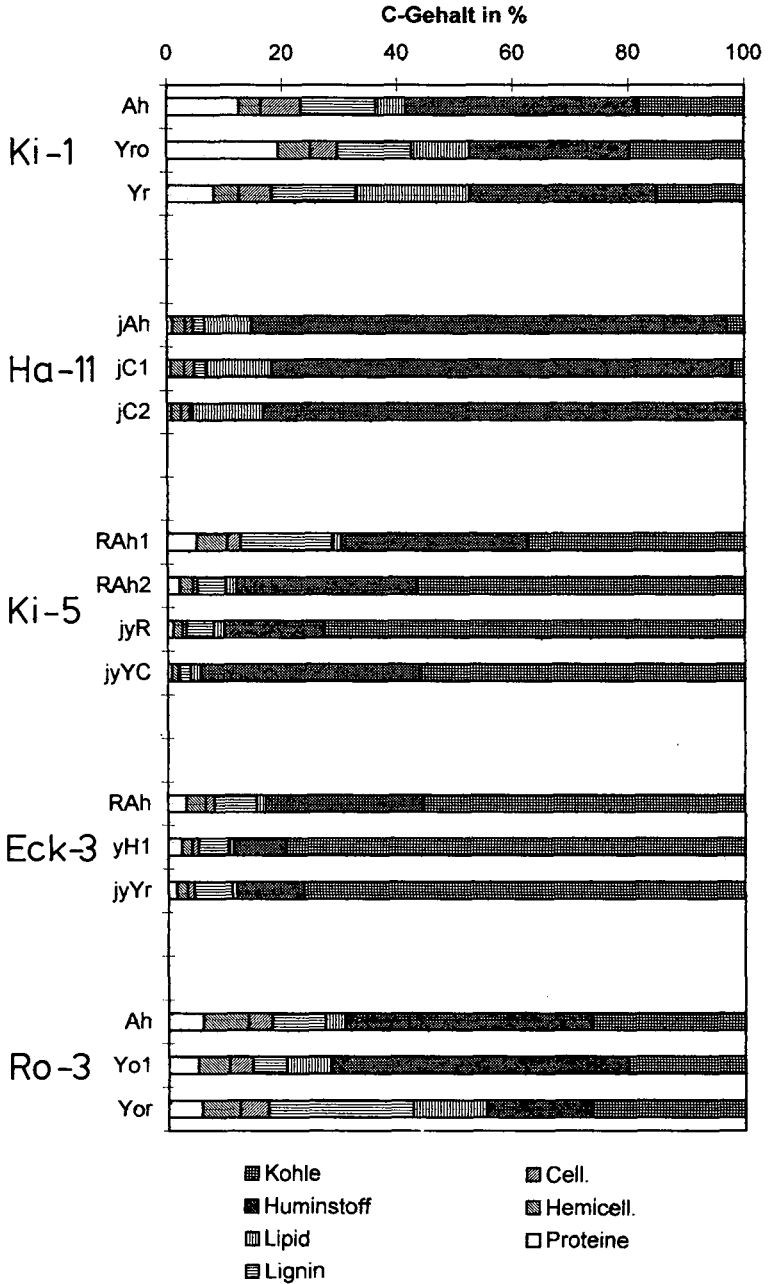 C-Gehalt in %
0 20 40 60 80 100
Ki-1
Ah
Yro
Yr
Ha-11
jAh
jC1
jC2
Ki-5
RAh1
RAh2
jyR
jyYC
Eck-3
RAh
yH1
jyYr
Ro-3
Ah
Yo1
Yor
Kohle
Huminstoff
Lipid
Lignin
Cell.
Hemicell.
Proteine